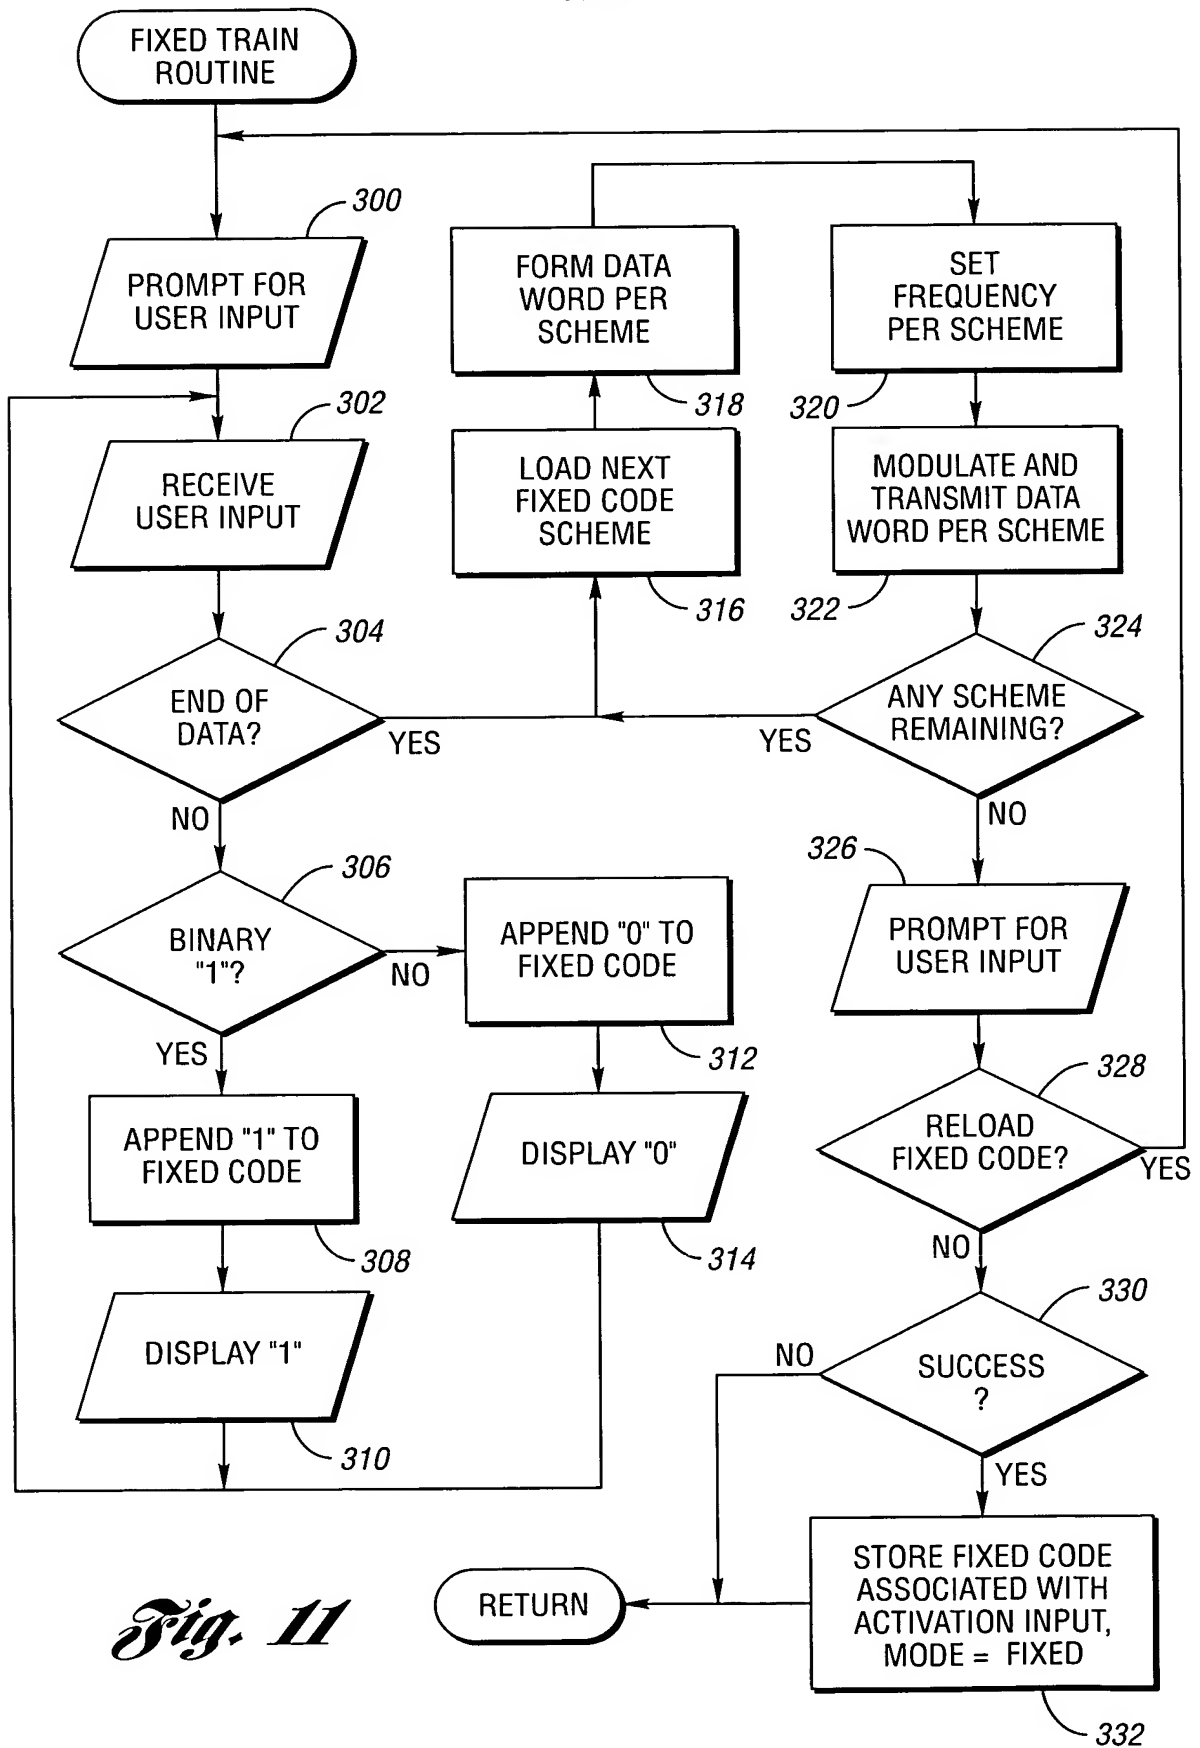 FIXED TRAIN
ROUTINE
300
PROMPT FOR
USER INPUT
302
RECEIVE
USER INPUT
304
END OF
DATA?
YES
NO
306
BINARY
"1"?
NO
YES
APPEND "1" TO
FIXED CODE
308
DISPLAY "1"
310
APPEND "0" TO
FIXED CODE
312
DISPLAY "0"
314
LOAD NEXT
FIXED CODE
SCHEME
316
FORM DATA
WORD PER
SCHEME
318
SET
FREQUENCY
PER SCHEME
320
MODULATE AND
TRANSMIT DATA
WORD PER SCHEME
322
324
ANY SCHEME
REMAINING?
YES
NO
326
PROMPT FOR
USER INPUT
328
RELOAD
FIXED CODE?
YES
NO
330
SUCCESS
?
NO
YES
STORE FIXED CODE
ASSOCIATED WITH
ACTIVATION INPUT,
MODE = FIXED
332
RETURN
Fig. 11